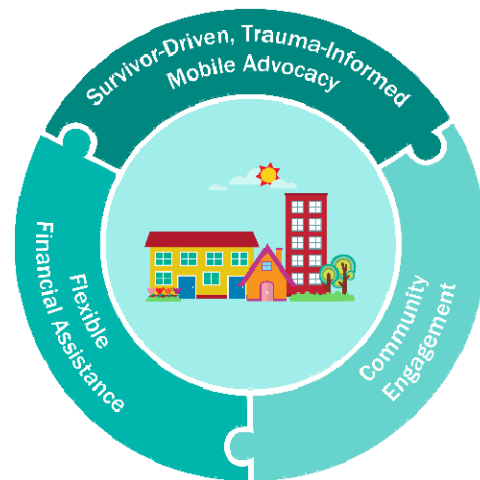 Survivor-Driven, Trauma-Informed
Mobile Advocacy
Flexible
Financial Assistance
Community
Engagement